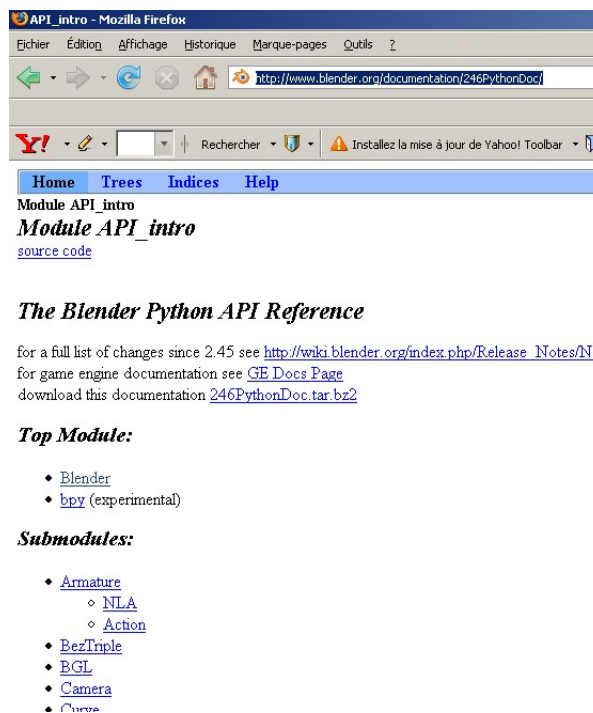 API_intro - Mozilla Firefox
Fichier Édition Affichage Historique Marque-pages Outils ?
http://www.blender.org/documentation/246PythonDoc/
Y! Rechercher Installez la mise à jour de Yahoo! Toolbar
Home Trees Indices Help
Module API_intro
Module API_intro
source code
The Blender Python API Reference
for a full list of changes since 2.45 see http://wiki.blender.org/index.php/Release_Notes/N
for game engine documentation see GE Docs Page
download this documentation 246PythonDoc.tar.bz2
Top Module:
Blender
bpy (experimental)
Submodules:
Armature
NLA
Action
BezTriple
BGL
Camera
Curve